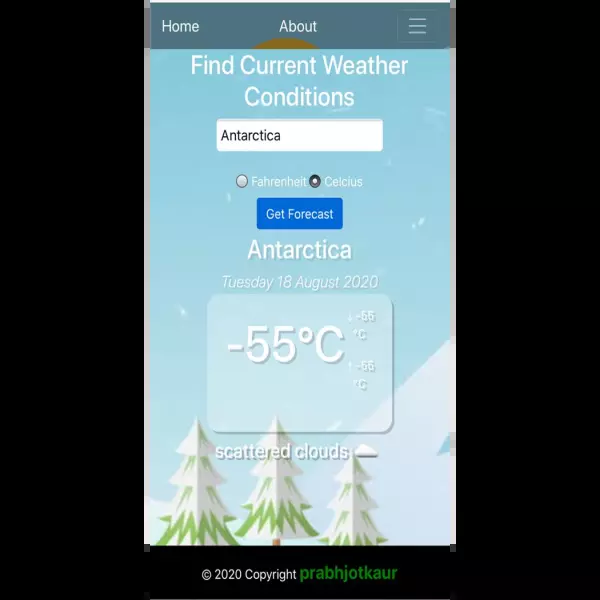 Home About
Find Current Weather
Conditions
Antarctica
Fahrenheit Celcius
Get Forecast
Antarctica
Tuesday 18 August 2020
-55°C
↓ -55
°C
↑ -55
°C
scattered clouds
© 2020 Copyright prabhjotkaur